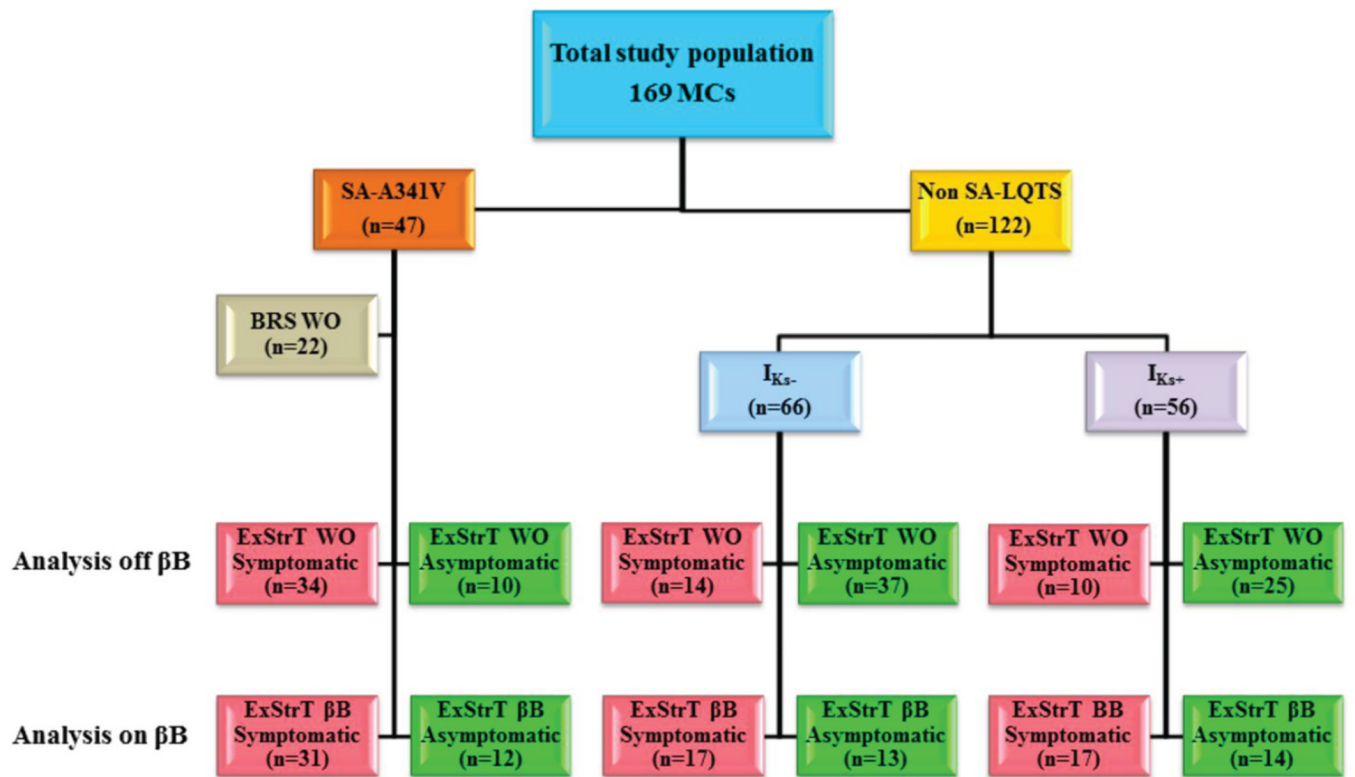 Total study population
169 MCs
SA-A341V
(n=47)
Non SA-LQTS
(n=122)
BRS WO
(n=22)
IKs-
(n=66)
IKs+
(n=56)
Analysis off βB
ExStrT WO
Symptomatic
(n=34)
ExStrT WO
Asymptomatic
(n=10)
ExStrT WO
Symptomatic
(n=14)
ExStrT WO
Asymptomatic
(n=37)
ExStrT WO
Symptomatic
(n=10)
ExStrT WO
Asymptomatic
(n=25)
Analysis on βB
ExStrT βB
Symptomatic
(n=31)
ExStrT βB
Asymptomatic
(n=12)
ExStrT βB
Symptomatic
(n=17)
ExStrT βB
Asymptomatic
(n=13)
ExStrT BB
Symptomatic
(n=17)
ExStrT βB
Asymptomatic
(n=14)